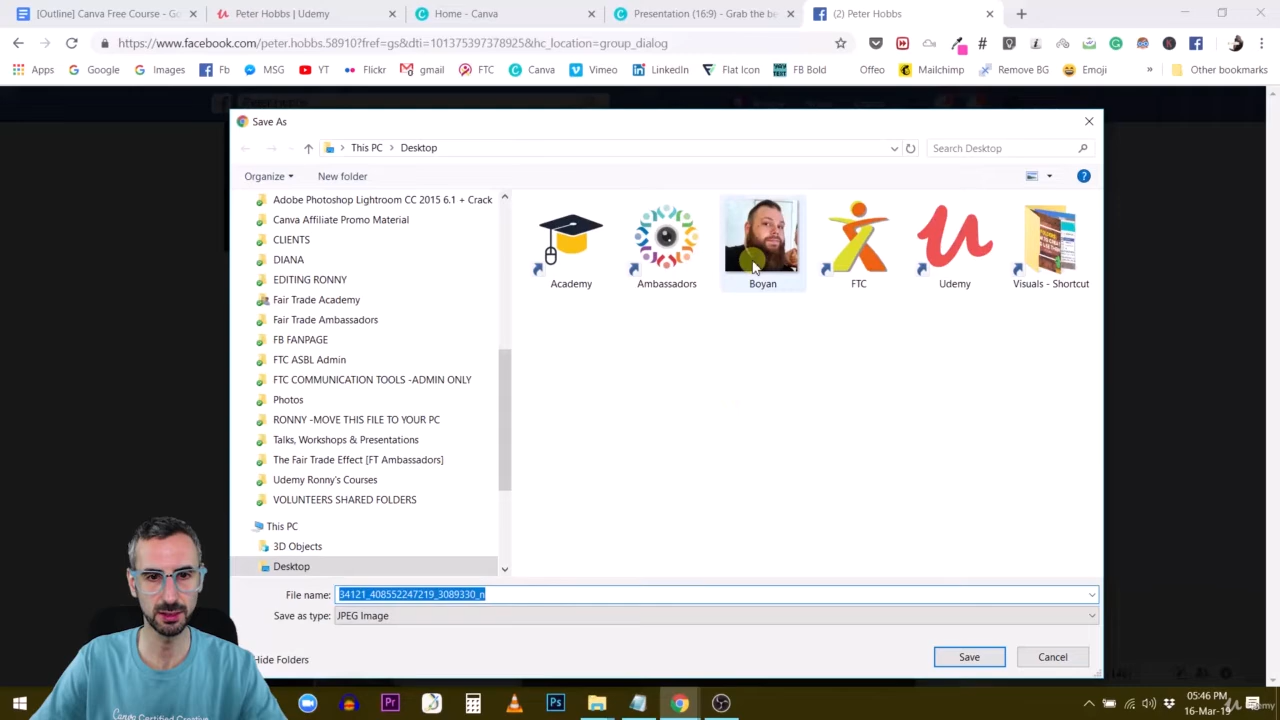 [Outline] Canva Free Course - Go
Peter Hobbs | Udemy
Home - Canva
Presentation (16:9) – Grab the be
(2) Peter Hobbs
https://www.facebook.com/peter.hobbs.58910?fref=gs&dti=101375397378925&hc_location=group_dialog
Apps
Google
Images
Fb
MSG
YT
Flickr
gmail
FTC
Canva
Vimeo
LinkedIn
Flat Icon
FB Bold
Offeo
Mailchimp
Remove BG
Emoji
»
Other bookmarks
Save As
This PC > Desktop
Search Desktop
Organize
New folder
Adobe Photoshop Lightroom CC 2015 6.1 + Crack
Canva Affiliate Promo Material
CLIENTS
DIANA
EDITING RONNY
Fair Trade Academy
Fair Trade Ambassadors
FB FANPAGE
FTC ASBL Admin
FTC COMMUNICATION TOOLS -ADMIN ONLY
Photos
RONNY -MOVE THIS FILE TO YOUR PC
Talks, Workshops & Presentations
The Fair Trade Effect [FT Ambassadors]
Udemy Ronny's Courses
VOLUNTEERS SHARED FOLDERS
This PC
3D Objects
Desktop
Academy
Ambassadors
Boyan
FTC
Udemy
Visuals - Shortcut
File name: 34121_408552247219_3089330_n
Save as type: JPEG Image
Hide Folders
Save
Cancel
Canva Certified Creative
05:46 PM
16-Mar-19
Udemy